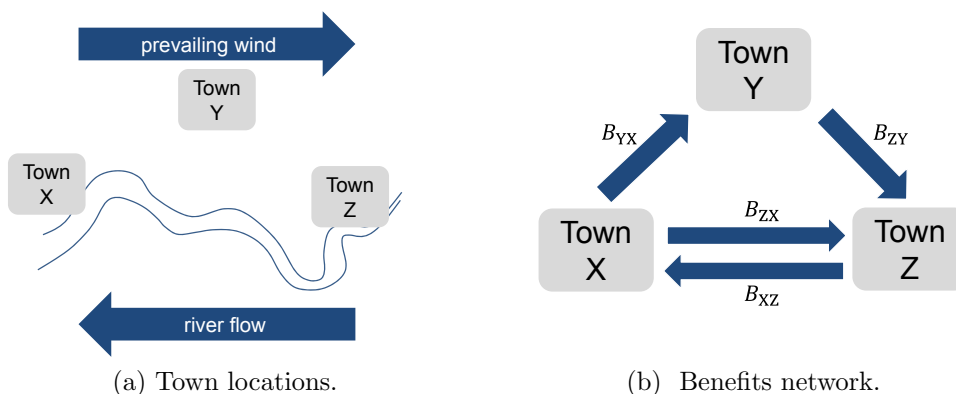 prevailing wind
Town
Y
Town
X
Town
Z
river flow
(a) Town locations.
Town
Y
B_YX
B_ZY
Town
X
B_ZX
B_XZ
Town
Z
(b) Benefits network.